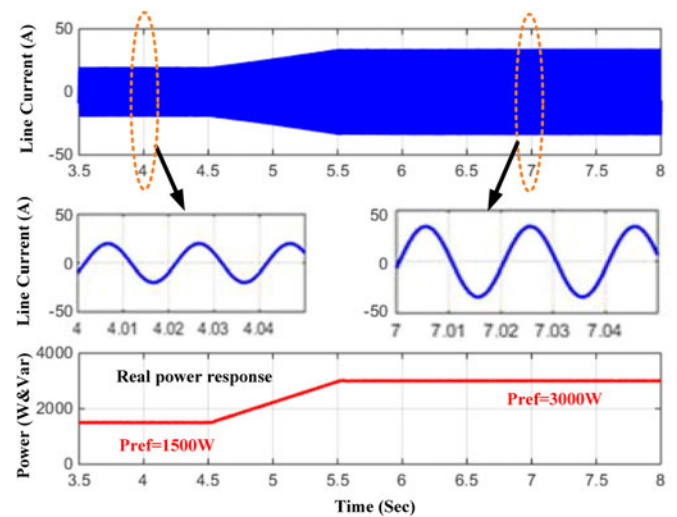 Line Current (A)
50
0
-50
3.5 4 4.5 5 5.5 6 6.5 7 7.5 8
Line Current (A)
50
0
-50
4 4.01 4.02 4.03 4.04
50
0
-50
7 7.01 7.02 7.03 7.04
Power (W&Var)
4000
2000
0
Real power response
Pref=1500W
Pref=3000W
3.5 4 4.5 5 5.5 6 6.5 7 7.5 8
Time (Sec)